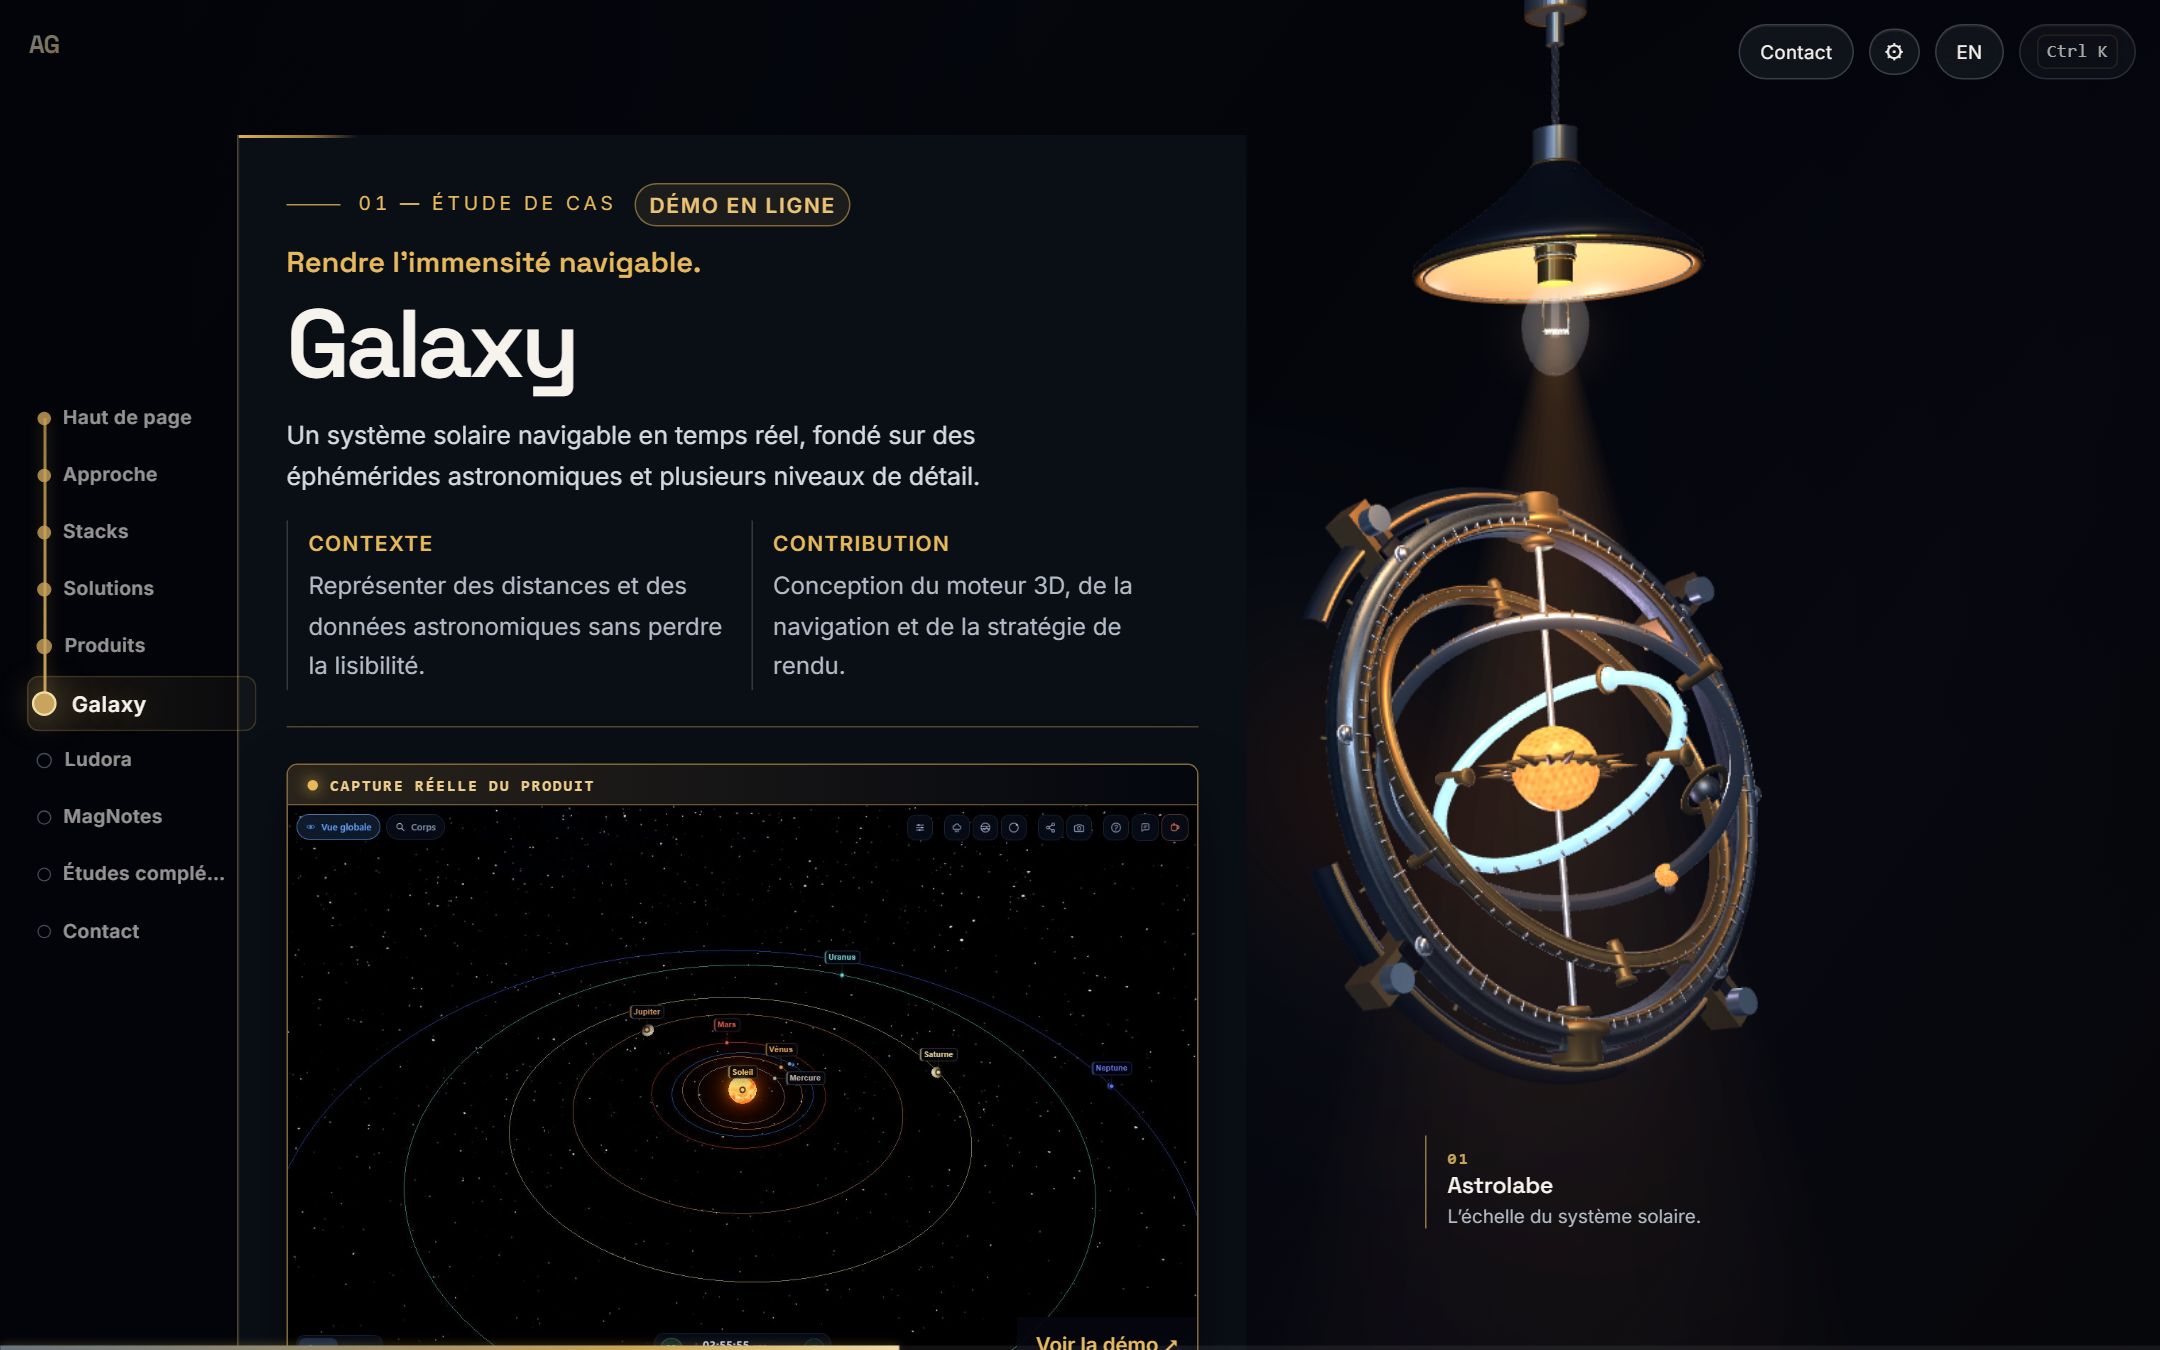 AG
Contact
EN
Ctrl K
01 — ÉTUDE DE CAS
DÉMO EN LIGNE
Rendre l’immensité navigable.
Galaxy
Un système solaire navigable en temps réel, fondé sur des
éphémérides astronomiques et plusieurs niveaux de détail.
CONTEXTE
Représenter des distances et des
données astronomiques sans perdre
la lisibilité.
CONTRIBUTION
Conception du moteur 3D, de la
navigation et de la stratégie de
rendu.
Haut de page
Approche
Stacks
Solutions
Produits
Galaxy
Ludora
MagNotes
Études complé...
Contact
CAPTURE RÉELLE DU PRODUIT
Vue globale
Corps
Uranus
Jupiter
Mars
Vénus
Saturne
Soleil
Mercure
Neptune
Voir la démo ↗
01
Astrolabe
L’échelle du système solaire.